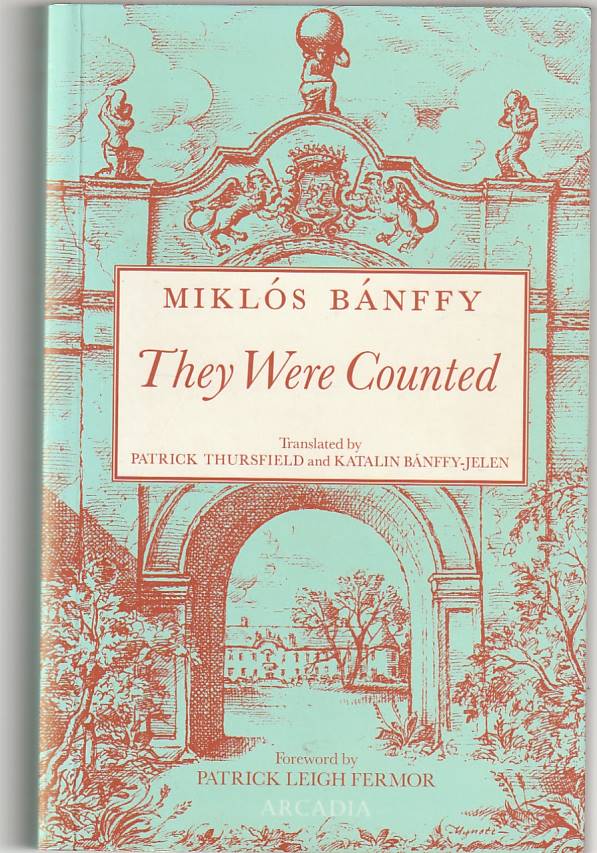 MIKLÓS BÁNFFY
They Were Counted
Translated by
PATRICK THURSFIELD and KATALIN BÁNFFY-JELEN
Foreword by
PATRICK LEIGH FERMOR
ARCADIA